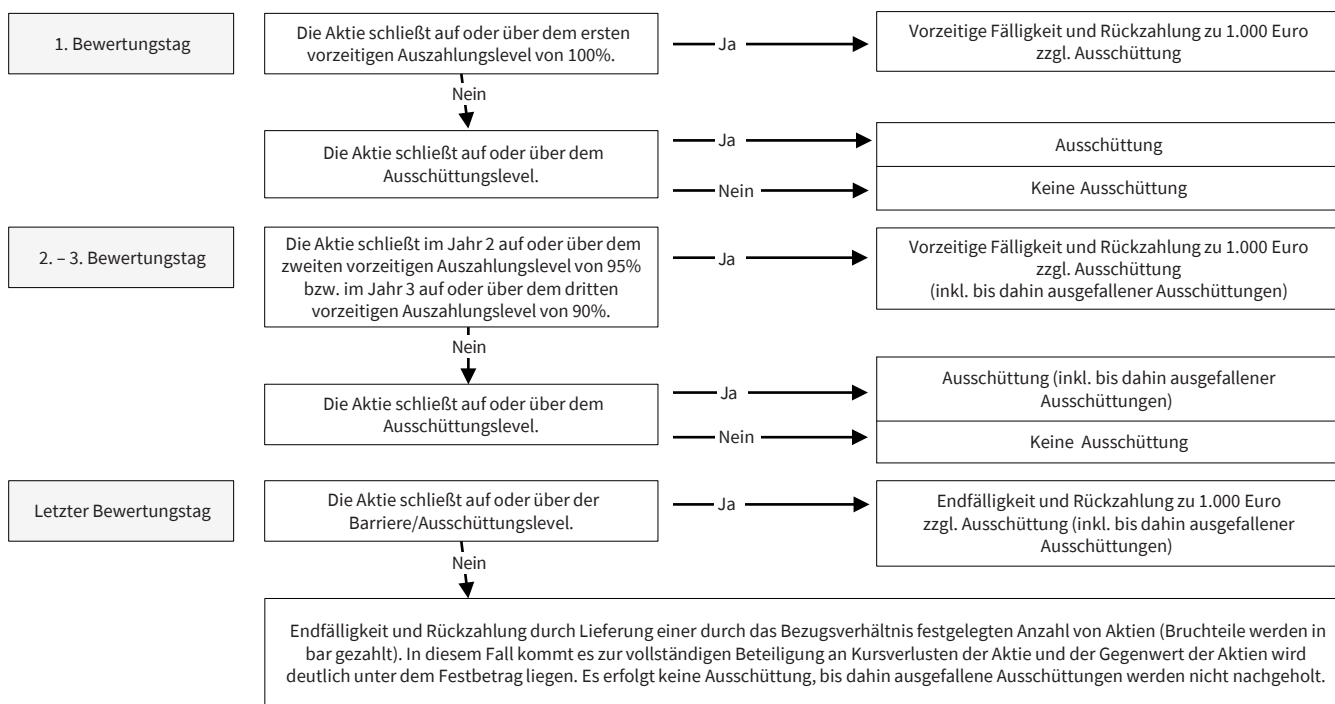 1. Bewertungstag
Die Aktie schließt auf oder über dem ersten
vorzeitigen Auszahlungslevel von 100%.
Ja
Vorzeitige Fälligkeit und Rückzahlung zu 1.000 Euro
zzgl. Ausschüttung
Nein
Die Aktie schließt auf oder über dem
Ausschüttungslevel.
Ja
Ausschüttung
Nein
Keine Ausschüttung
2. – 3. Bewertungstag
Die Aktie schließt im Jahr 2 auf oder über dem
zweiten vorzeitigen Auszahlungslevel von 95%
bzw. im Jahr 3 auf oder über dem dritten
vorzeitigen Auszahlungslevel von 90%.
Ja
Vorzeitige Fälligkeit und Rückzahlung zu 1.000 Euro
zzgl. Ausschüttung
(inkl. bis dahin ausgefallener Ausschüttungen)
Nein
Die Aktie schließt auf oder über dem
Ausschüttungslevel.
Ja
Ausschüttung (inkl. bis dahin ausgefallener
Ausschüttungen)
Nein
Keine Ausschüttung
Letzter Bewertungstag
Die Aktie schließt auf oder über der
Barriere/Ausschüttungslevel.
Ja
Endfälligkeit und Rückzahlung zu 1.000 Euro
zzgl. Ausschüttung (inkl. bis dahin ausgefallener
Ausschüttungen)
Nein
Endfälligkeit und Rückzahlung durch Lieferung einer durch das Bezugsverhältnis festgelegten Anzahl von Aktien (Bruchteile werden in
bar gezahlt). In diesem Fall kommt es zur vollständigen Beteiligung an Kursverlusten der Aktie und der Gegenwert der Aktien wird
deutlich unter dem Festbetrag liegen. Es erfolgt keine Ausschüttung, bis dahin ausgefallene Ausschüttungen werden nicht nachgeholt.